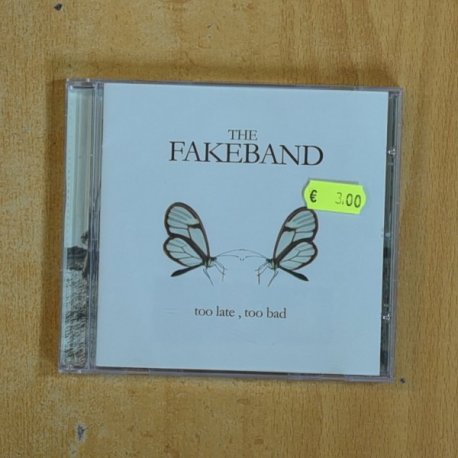 THE
FAKEBAND
€ 3.00
too late , too bad